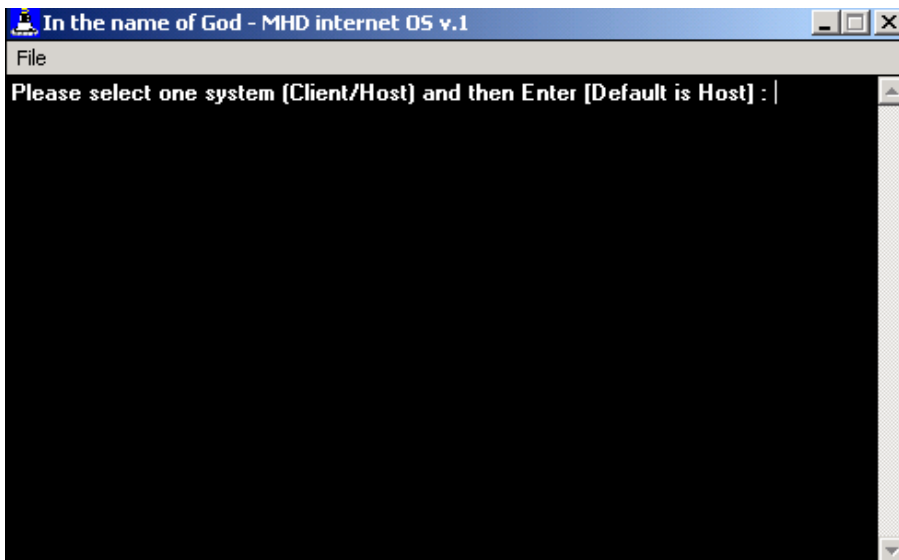 In the name of God - MHD internet OS v.1
File
Please select one system (Client/Host) and then Enter [Default is Host] :